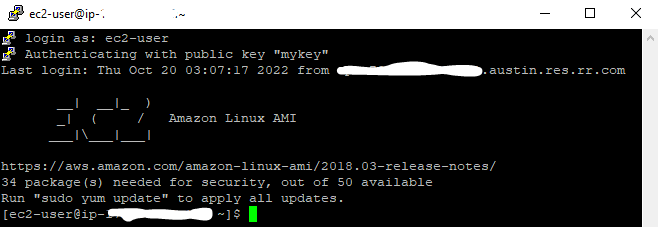 ec2-user@ip- ~
login as: ec2-user
Authenticating with public key "mykey"
Last login: Thu Oct 20 03:07:17 2022 from .austin.res.rr.com
__|  __|_  )
_|  (     /   Amazon Linux AMI
___|\___|___|
https://aws.amazon.com/amazon-linux-ami/2018.03-release-notes/
34 package(s) needed for security, out of 50 available
Run "sudo yum update" to apply all updates.
[ec2-user@ip- ~]$